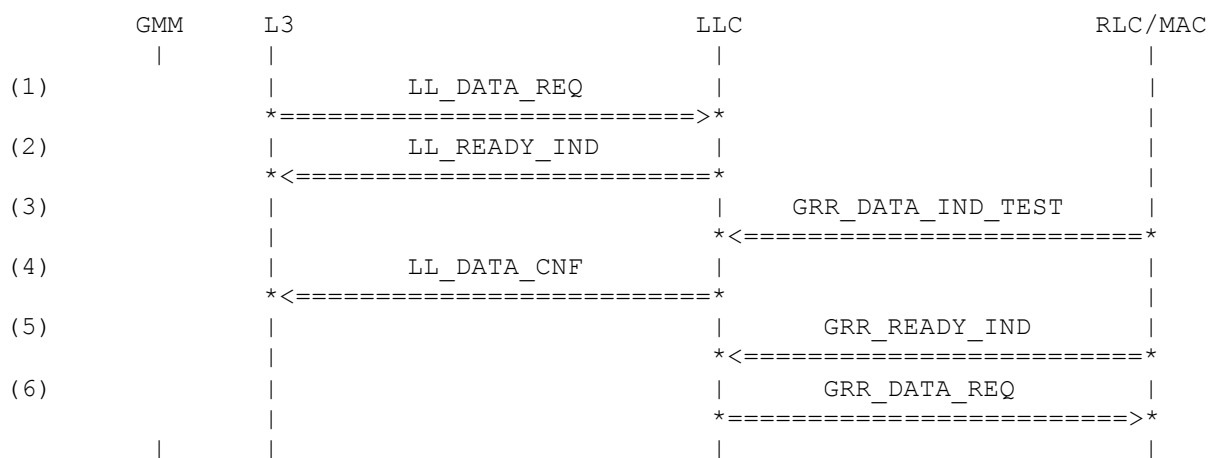 GMM L3 LLC RLC/MAC
(1) LL_DATA_REQ
(2) LL_READY_IND
(3) GRR_DATA_IND_TEST
(4) LL_DATA_CNF
(5) GRR_READY_IND
(6) GRR_DATA_REQ